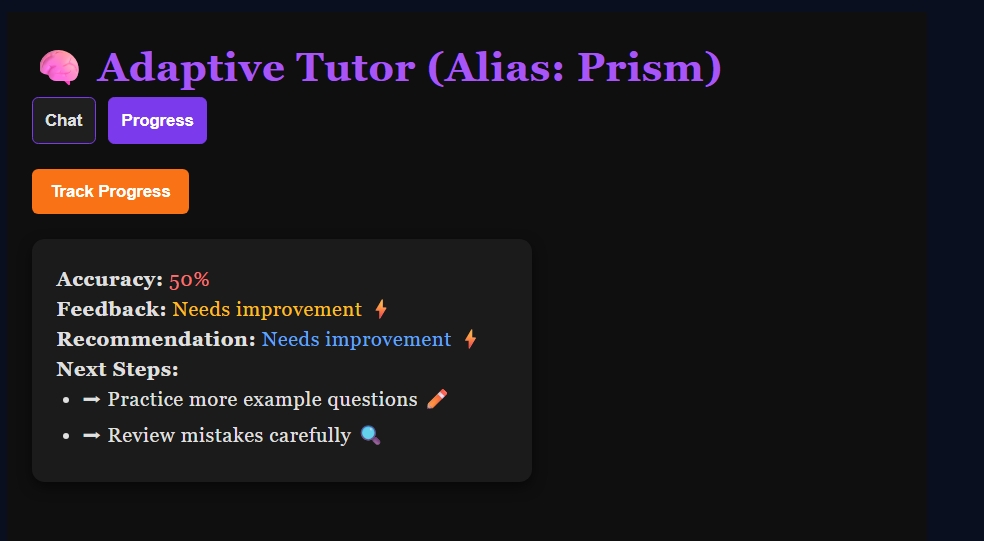 🧠 Adaptive Tutor (Alias: Prism)
Chat Progress
Track Progress
Accuracy: 50%
Feedback: Needs improvement ⚡
Recommendation: Needs improvement ⚡
Next Steps:
• ➡ Practice more example questions ✏️
• ➡ Review mistakes carefully 🔍